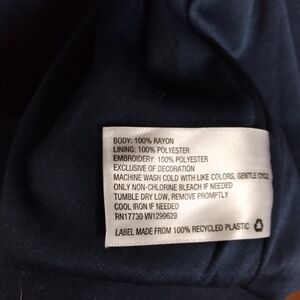 BODY: 100% RAYON
LINING: 100% POLYESTER
EMBROIDERY: 100% POLYESTER
EXCLUSIVE OF DECORATION
MACHINE WASH COLD WITH LIKE COLORS, GENTLE CYCLE
ONLY NON-CHLORINE BLEACH IF NEEDED
TUMBLE DRY LOW, REMOVE PROMPTLY
COOL IRON IF NEEDED
RN17730 VN1299629
LABEL MADE FROM 100% RECYCLED PLASTIC